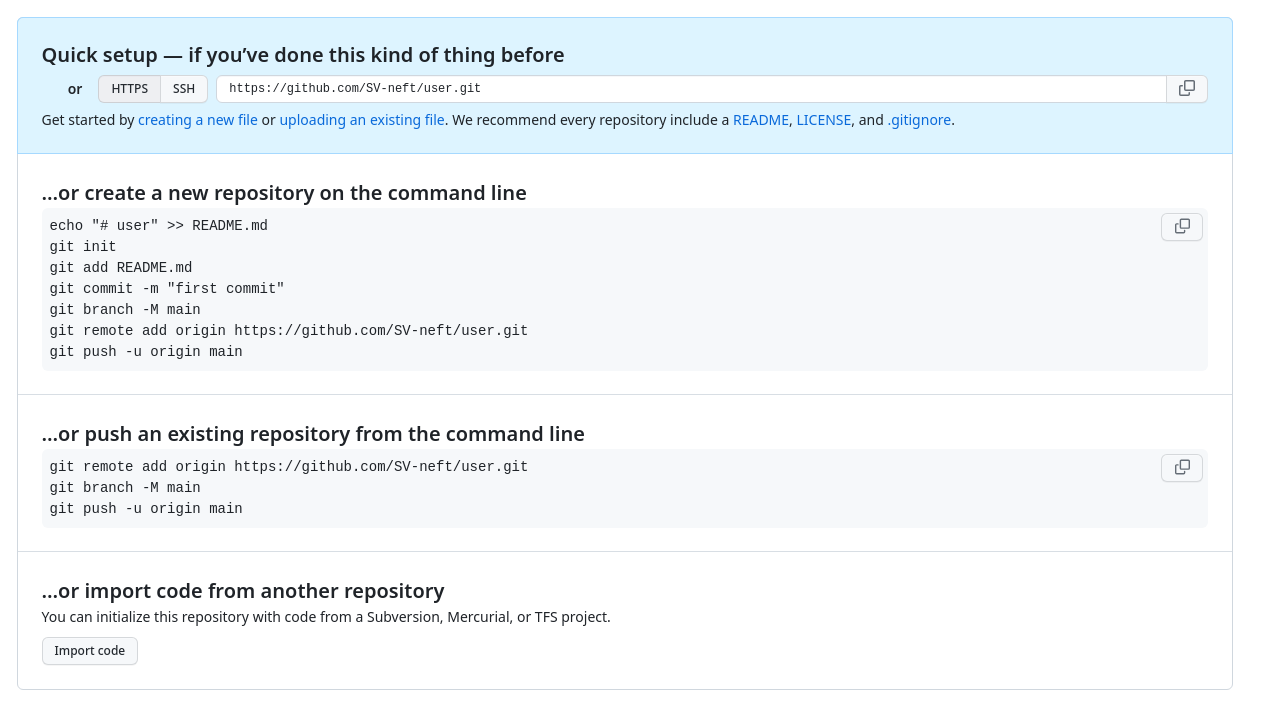 Quick setup — if you’ve done this kind of thing before
or HTTPS SSH https://github.com/SV-neft/user.git
Get started by creating a new file or uploading an existing file. We recommend every repository include a README, LICENSE, and .gitignore.
…or create a new repository on the command line
echo "# user" >> README.md
git init
git add README.md
git commit -m "first commit"
git branch -M main
git remote add origin https://github.com/SV-neft/user.git
git push -u origin main
…or push an existing repository from the command line
git remote add origin https://github.com/SV-neft/user.git
git branch -M main
git push -u origin main
…or import code from another repository
You can initialize this repository with code from a Subversion, Mercurial, or TFS project.
Import code